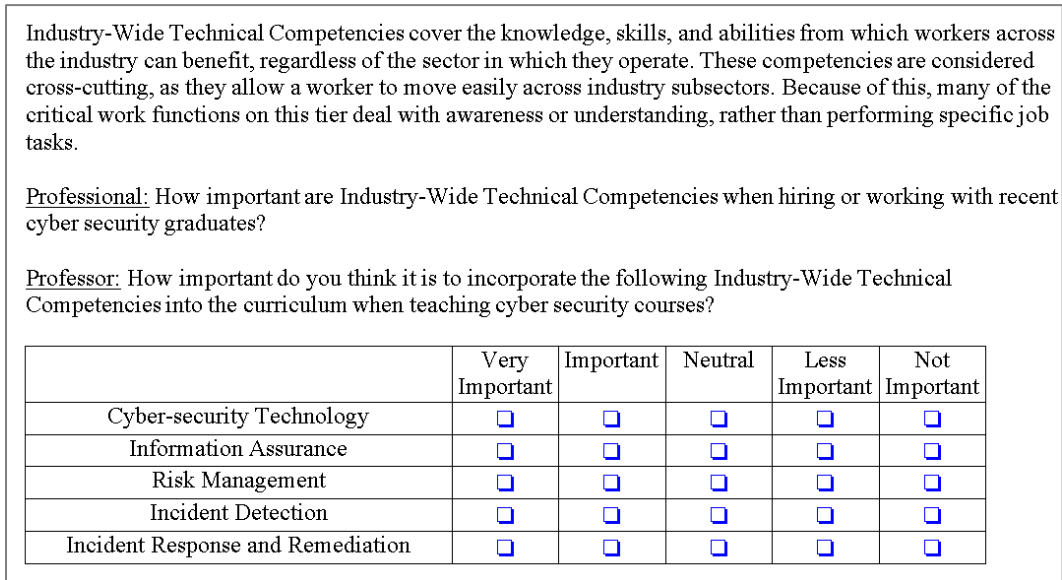 Industry-Wide Technical Competencies cover the knowledge, skills, and abilities from which workers across
the industry can benefit, regardless of the sector in which they operate. These competencies are considered
cross-cutting, as they allow a worker to move easily across industry subsectors. Because of this, many of the
critical work functions on this tier deal with awareness or understanding, rather than performing specific job
tasks.
Professional: How important are Industry-Wide Technical Competencies when hiring or working with recent
cyber security graduates?
Professor: How important do you think it is to incorporate the following Industry-Wide Technical
Competencies into the curriculum when teaching cyber security courses?
Very Important Neutral Less Not
Important Important Important
Cyber-security Technology
Information Assurance
Risk Management
Incident Detection
Incident Response and Remediation